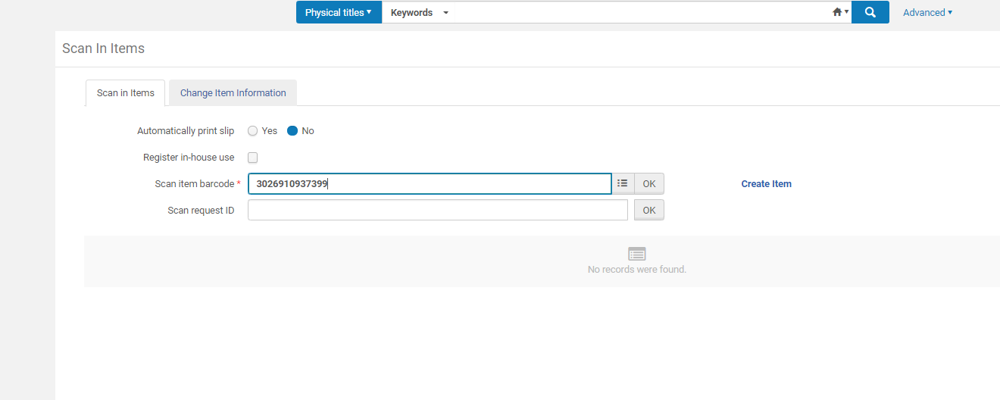 Physical titles Keywords Advanced
Scan In Items
Scan in Items Change Item Information
Automatically print slip Yes No
Register in-house use
Scan item barcode * 3026910937399 OK Create Item
Scan request ID OK
No records were found.